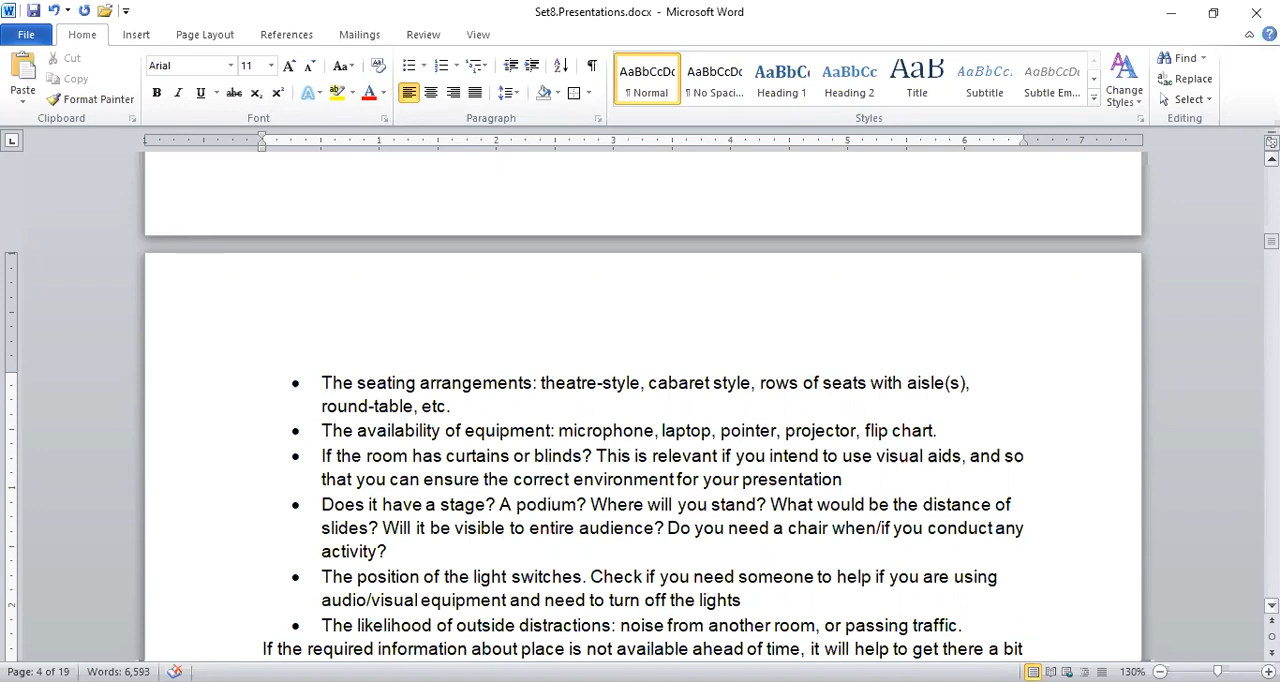 Set8.Presentations.docx - Microsoft Word
File Home Insert Page Layout References Mailings Review View
Paste
Cut
Copy
Format Painter
Clipboard
Arial 11
Font
Paragraph
AaBbCcDc AaBbCcDc AaBbC AaBbCc AaB AaBbCc. AaBbCcDc
¶ Normal ¶ No Spaci... Heading 1 Heading 2 Title Subtitle Subtle Em...
Styles
Change
Styles
Find
Replace
Select
Editing
1 1 2 3 4 5 6 7
• The seating arrangements: theatre-style, cabaret style, rows of seats with aisle(s),
round-table, etc.
• The availability of equipment: microphone, laptop, pointer, projector, flip chart.
• If the room has curtains or blinds? This is relevant if you intend to use visual aids, and so
that you can ensure the correct environment for your presentation
• Does it have a stage? A podium? Where will you stand? What would be the distance of
slides? Will it be visible to entire audience? Do you need a chair when/if you conduct any
activity?
• The position of the light switches. Check if you need someone to help if you are using
audio/visual equipment and need to turn off the lights
• The likelihood of outside distractions: noise from another room, or passing traffic.
If the required information about place is not available ahead of time, it will help to get there a bit
Page: 4 of 19 Words: 6,593 130%